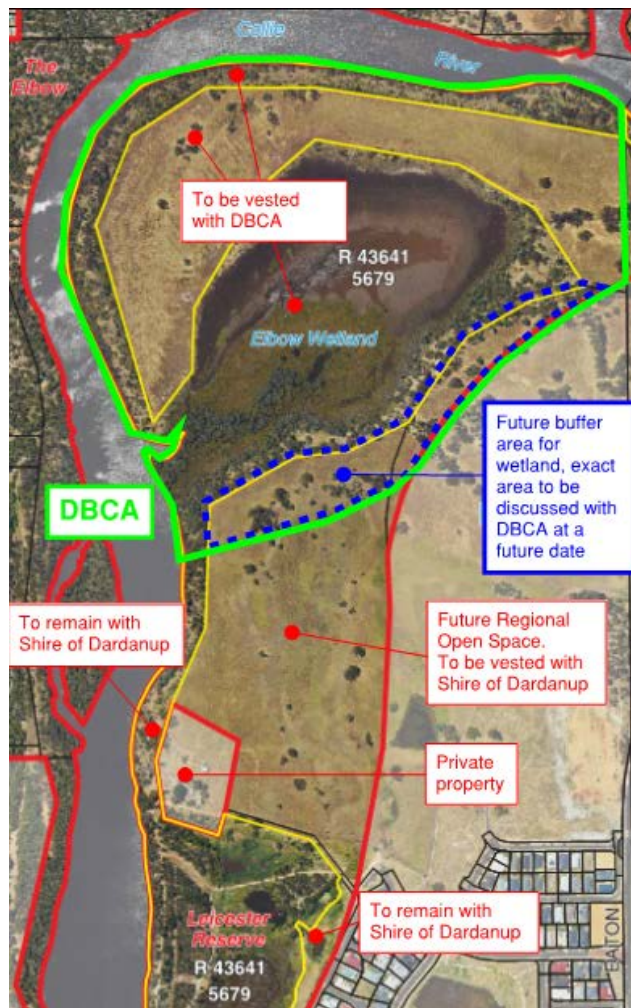 Collie
River
The
Elbow
To be vested
with DBCA
R 43641
5679
Elbow Wetland
Future buffer
area for
wetland, exact
area to be
discussed with
DBCA at a
future date
DBCA
To remain with
Shire of Dardanup
Future Regional
Open Space.
To be vested with
Shire of Dardanup
Private
property
To remain with
Shire of Dardanup
Leicester
Reserve
R 43641
5679
EATON